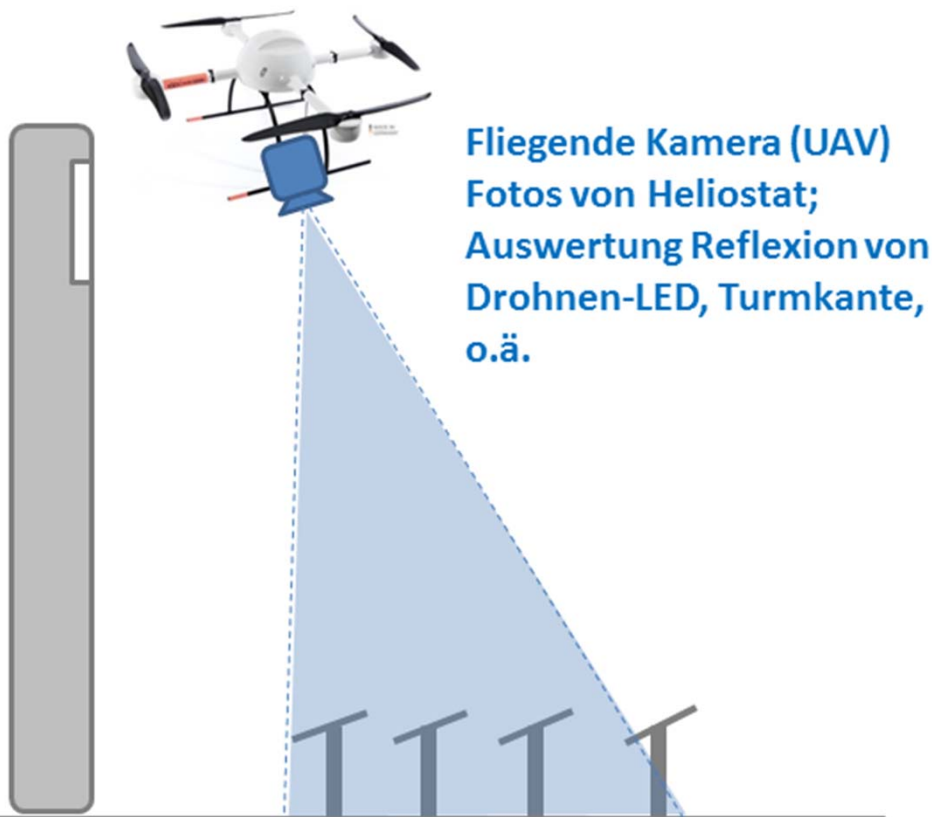 Fliegende Kamera (UAV)
Fotos von Heliostat;
Auswertung Reflexion von
Drohnen-LED, Turmkante,
o.ä.